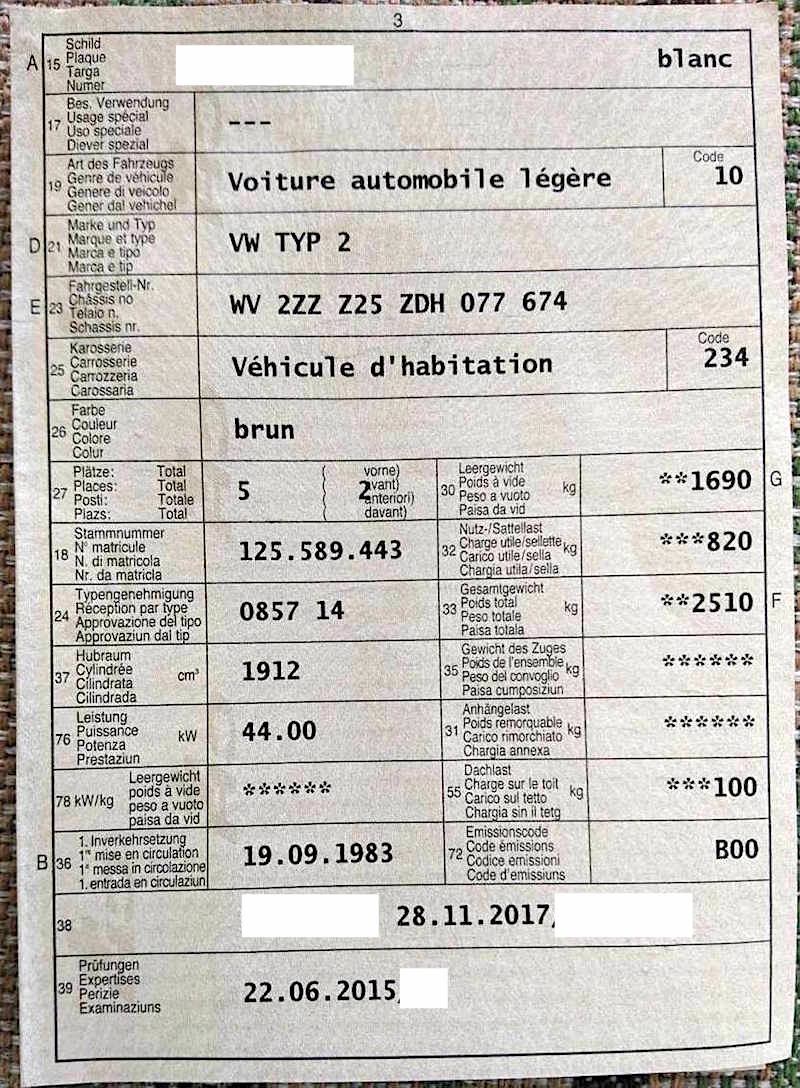 3
A 15 Schild
Plaque
Targa
Numer
blanc
17 Bes. Verwendung
Usage spécial
Uso speciale
Diever spezial
---
19 Art des Fahrzeugs
Genre de véhicule
Genere di veicolo
Gener dal vehichel
Voiture automobile légère
Code
10
D 21 Marke und Typ
Marque et type
Marca e tipo
Marca e tip
VW TYP 2
E 23 Fahrgestell-Nr.
Châssis no
Telaio n.
Schassis nr.
WV 2ZZ Z25 ZDH 077 674
25 Karosserie
Carrosserie
Carrozzeria
Carossaria
Véhicule d'habitation
Code
234
26 Farbe
Couleur
Colore
Colur
brun
27 Plätze: Total
Places: Total
Posti: Totale
Plazs: Total
5
( vorne)
( avant)
( anteriori)
( davant)
2
30 Leergewicht
Poids à vide
Peso a vuoto
Paisa da vid
kg
**1690 G
18 Stammnummer
N° matricule
N. di matricola
Nr. da matricla
125.589.443
32 Nutz-/Sattellast
Charge utile/sellette
Carico utile/sella
Chargia utila/sella
kg
***820
24 Typengenehmigung
Réception par type
Approvazione del tipo
Approvaziun dal tip
0857 14
33 Gesamtgewicht
Poids total
Peso totale
Paisa totala
kg
**2510 F
37 Hubraum
Cylindrée
Cilindrata
Cilindrada
cm³
1912
35 Gewicht des Zuges
Poids de l'ensemble
Peso del convoglio
Paisa cumposiziun
kg
******
76 Leistung
Puissance
Potenza
Prestaziun
kW
44.00
31 Anhängelast
Poids remorquable
Carico rimorchiato
Chargia annexa
kg
******
78 kW/kg Leergewicht
poids à vide
peso a vuoto
paisa da vid
******
55 Dachlast
Charge sur le toit
Carico sul tetto
Chargia sin il tetg
kg
***100
B 36 1. Inverkehrsetzung
1re mise en circulation
1a messa in circolazione
1. entrada en circulaziun
19.09.1983
72 Emissionscode
Code émissions
Codice emissioni
Code d'emissiuns
B00
38
28.11.2017,
39 Prüfungen
Expertises
Perizie
Examinaziuns
22.06.2015,